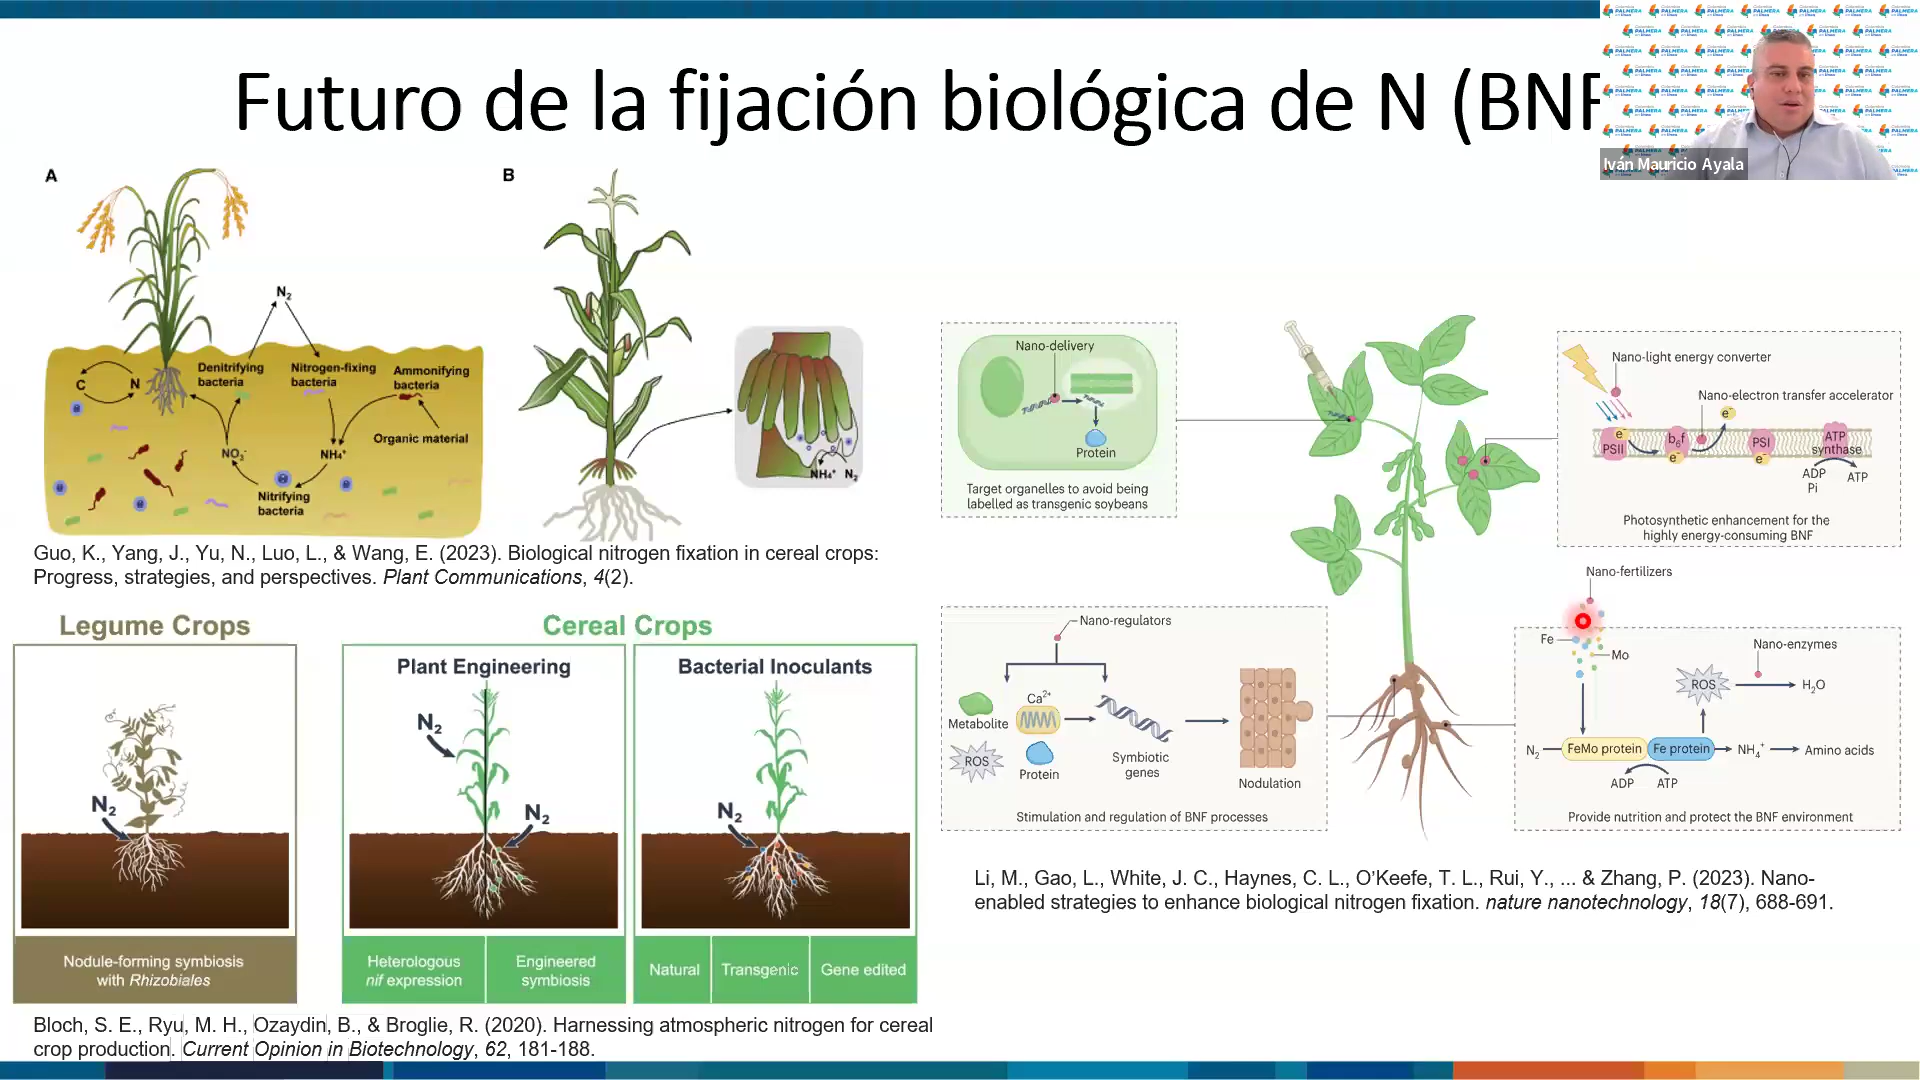 Futuro de la fijación biológica de N (BNF
Iván Mauricio Ayala
A
B
N₂
C
N
Denitrifying
bacteria
Nitrogen-fixing
bacteria
Ammonifying
bacteria
Organic material
NO₃⁻
NH₄⁺
Nitrifying
bacteria
NH₄⁺ N₂
Guo, K., Yang, J., Yu, N., Luo, L., & Wang, E. (2023). Biological nitrogen fixation in cereal crops:
Progress, strategies, and perspectives. Plant Communications, 4(2).
Legume Crops
N₂
Nodule-forming symbiosis
with Rhizobiales
Cereal Crops
Plant Engineering
N₂
N₂
Heterologous
nif expression
Engineered
symbiosis
Bacterial Inoculants
N₂
Natural
Transgenic
Gene edited
Bloch, S. E., Ryu, M. H., Ozaydin, B., & Broglie, R. (2020). Harnessing atmospheric nitrogen for cereal
crop production. Current Opinion in Biotechnology, 62, 181-188.
Nano-delivery
Protein
Target organelles to avoid being
labelled as transgenic soybeans
Nano-light energy converter
Nano-electron transfer accelerator
e⁻
e⁻
PSII
b₆f
e⁻
PSI
e⁻
ATP
synthase
ADP
Pi
ATP
Photosynthetic enhancement for the
highly energy-consuming BNF
Nano-regulators
Metabolite
Ca²⁺
ROS
Protein
Symbiotic
genes
Nodulation
Stimulation and regulation of BNF processes
Nano-fertilizers
Fe
Mo
Nano-enzymes
ROS
H₂O
N₂
FeMo protein
Fe protein
NH₄⁺
Amino acids
ADP
ATP
Provide nutrition and protect the BNF environment
Li, M., Gao, L., White, J. C., Haynes, C. L., O’Keefe, T. L., Rui, Y., ... & Zhang, P. (2023). Nano-
enabled strategies to enhance biological nitrogen fixation. nature nanotechnology, 18(7), 688-691.